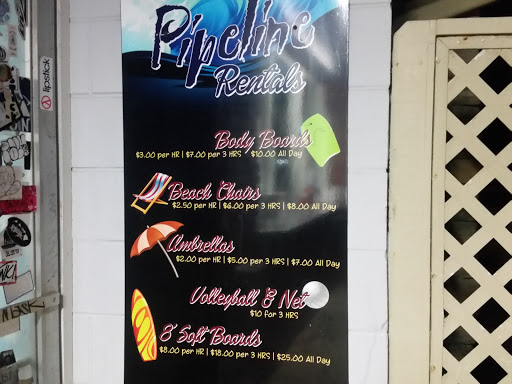 Pipeline
Rentals
Body Boards
$3.00 per HR | $7.00 per 3 HRS $10.00 All Day
Beach Chairs
$2.50 per HR | $6.00 per 3 HRS | $8.00 All Day
Umbrellas
$2.00 per HR | $5.00 per 3 HRS | $7.00 All Day
Volleyball & Net
$10 for 3 HRS
8' Soft Boards
$8.00 per HR | $18.00 per 3 HRS | $25.00 All Day
lipstick